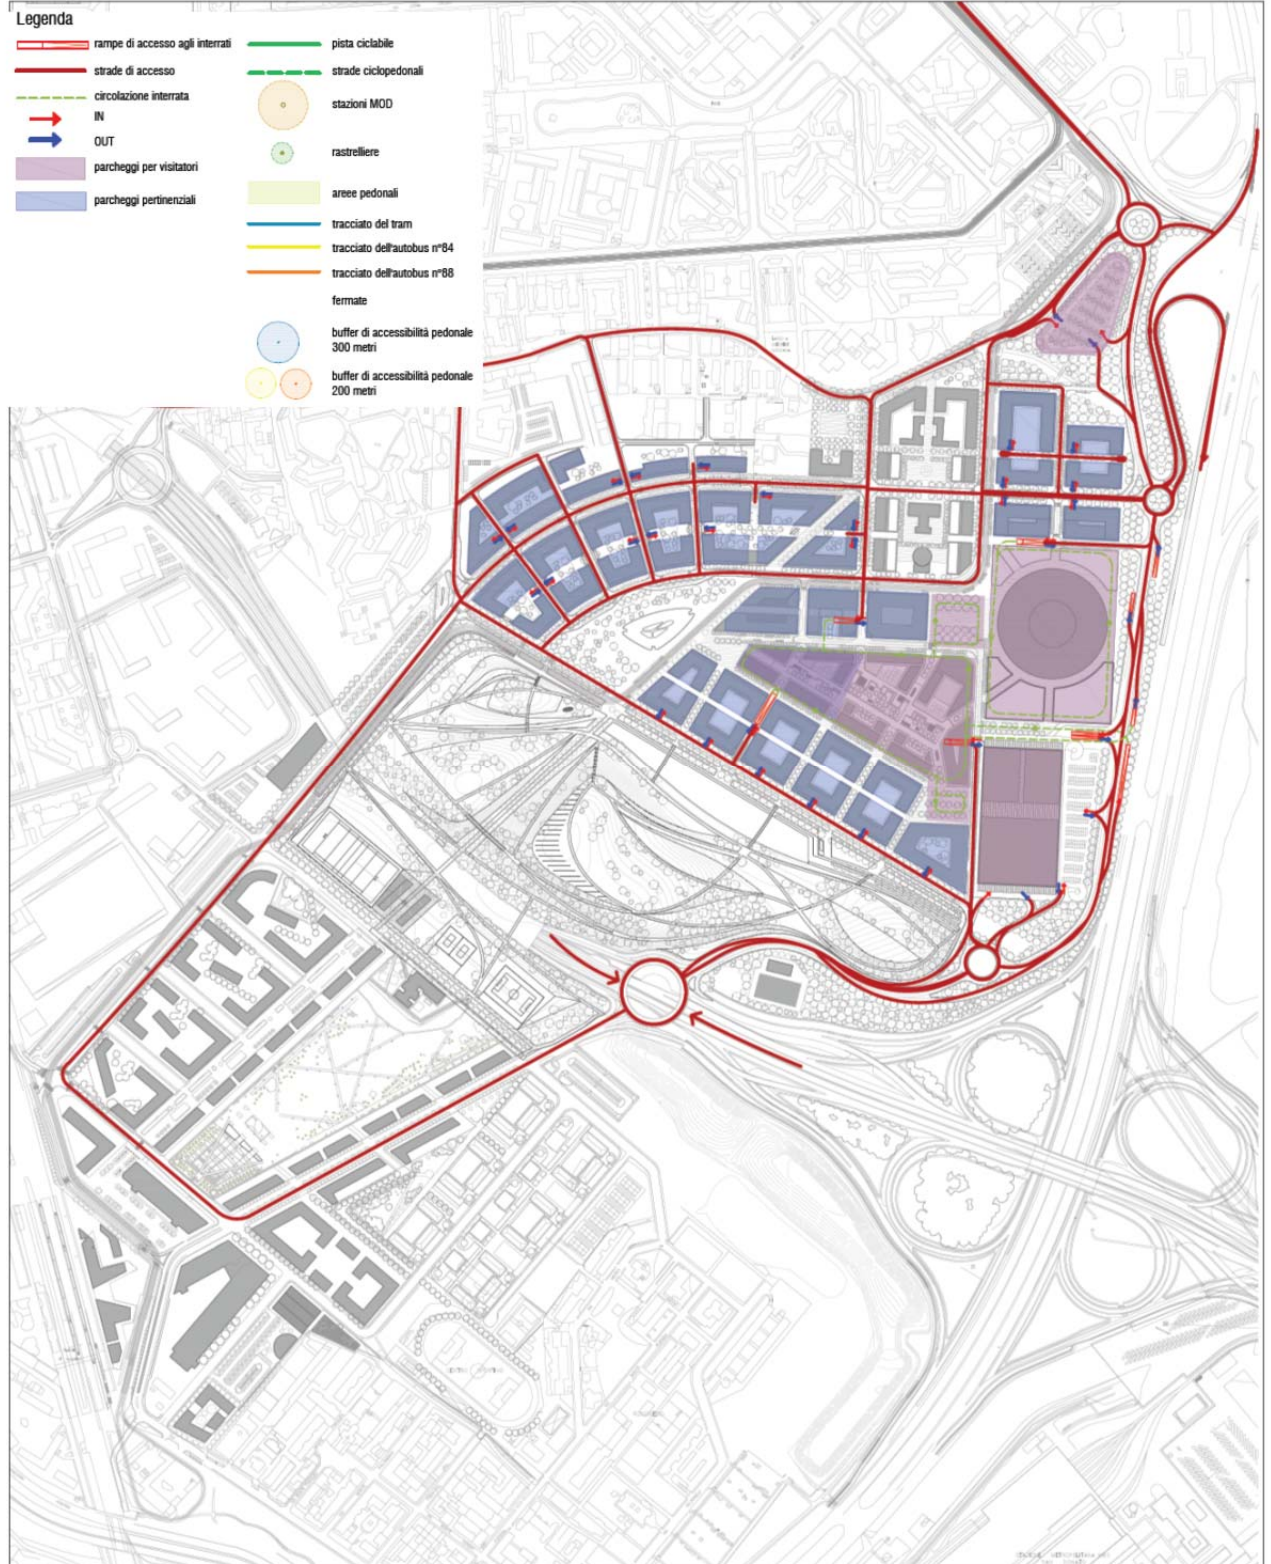 Legenda
rampe di accesso agli interrati
strade di accesso
circolazione interrata
IN
OUT
parcheggi per visitatori
parcheggi pertinenziali
pista ciclabile
strade ciclopedonali
stazioni MOD
rastrelliere
areee pedonali
tracciato del tram
tracciato dell'autobus n°84
tracciato dell'autobus n°88
fermate
buffer di accessibilità pedonale
300 metri
buffer di accessibilità pedonale
200 metri